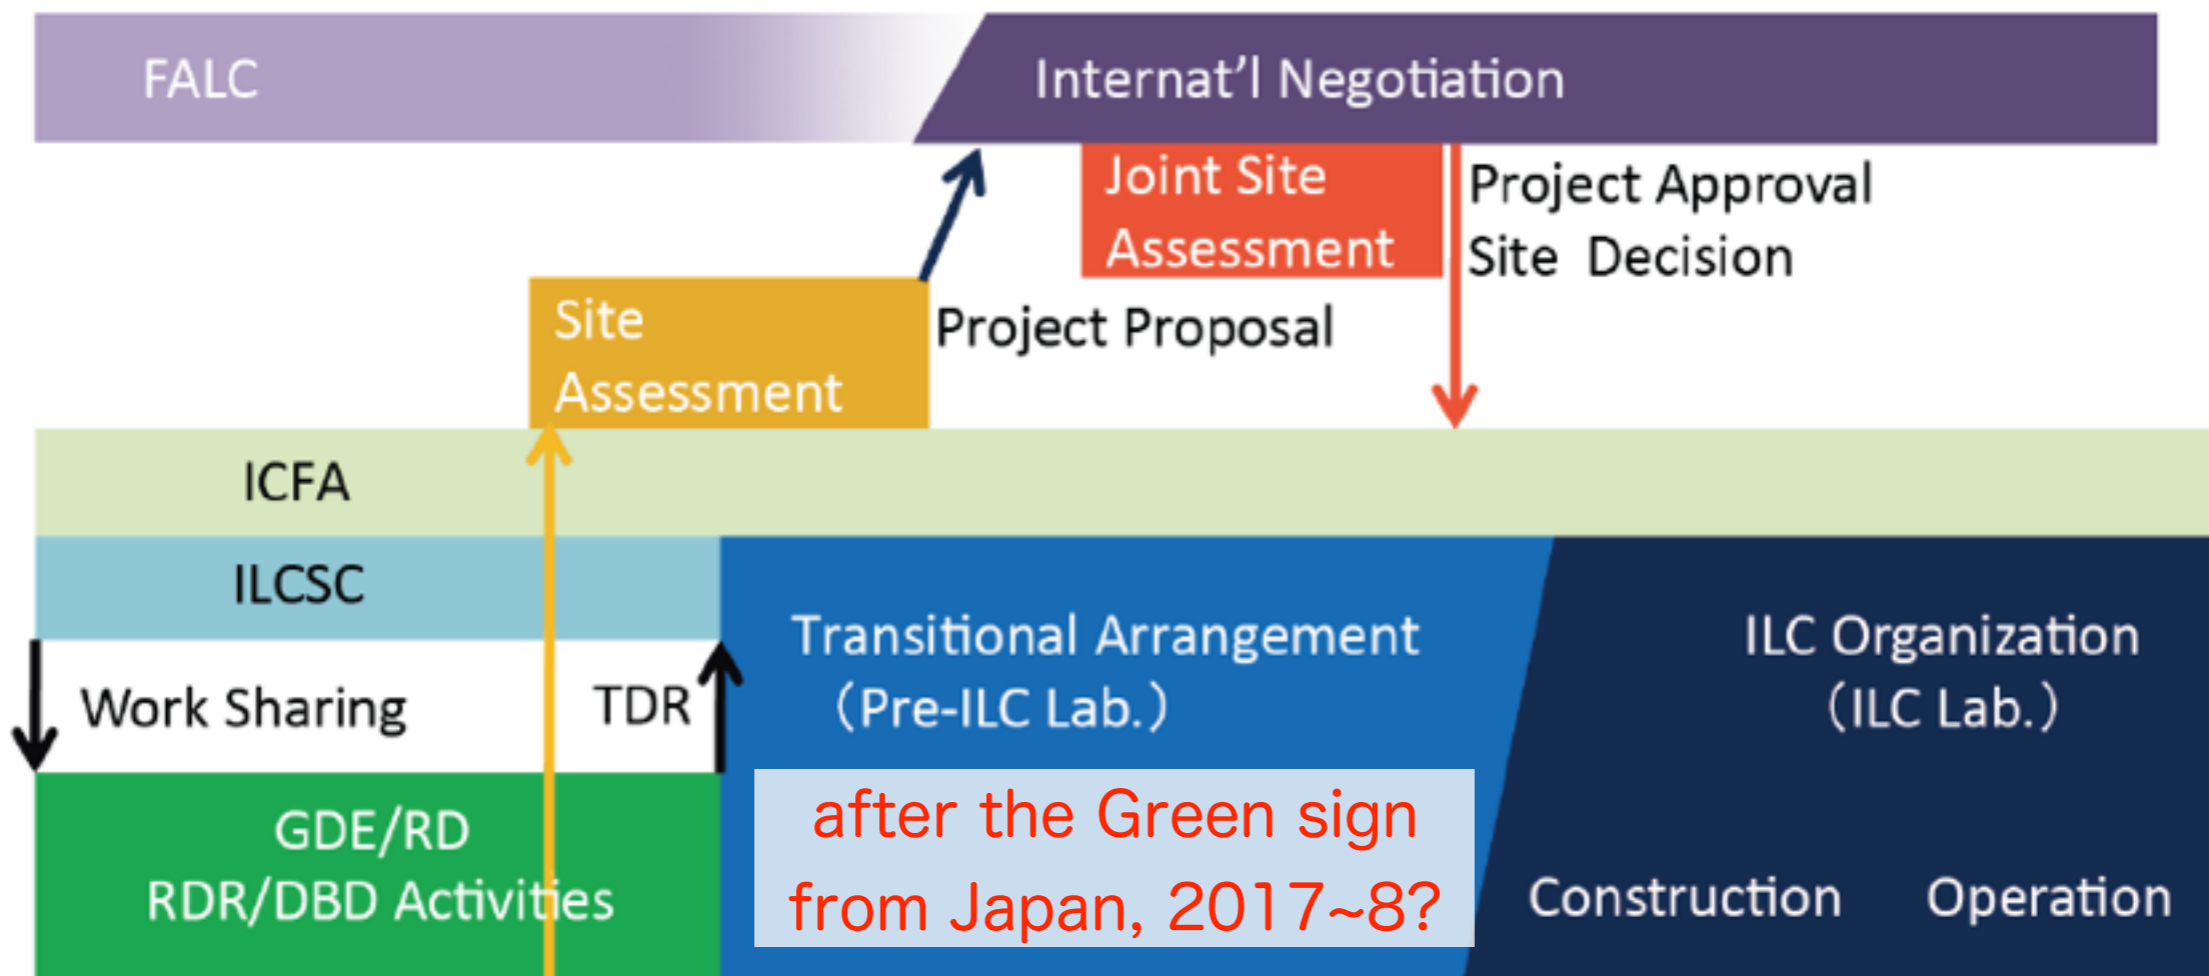 FALC
Internat'l Negotiation
Joint Site
Assessment
Project Approval
Site Decision
Site
Assessment
Project Proposal
ICFA
ILCSC
Work Sharing
TDR
Transitional Arrangement
（Pre-ILC Lab.）
ILC Organization
（ILC Lab.）
GDE/RD
RDR/DBD Activities
after the Green sign
from Japan, 2017~8?
Construction
Operation